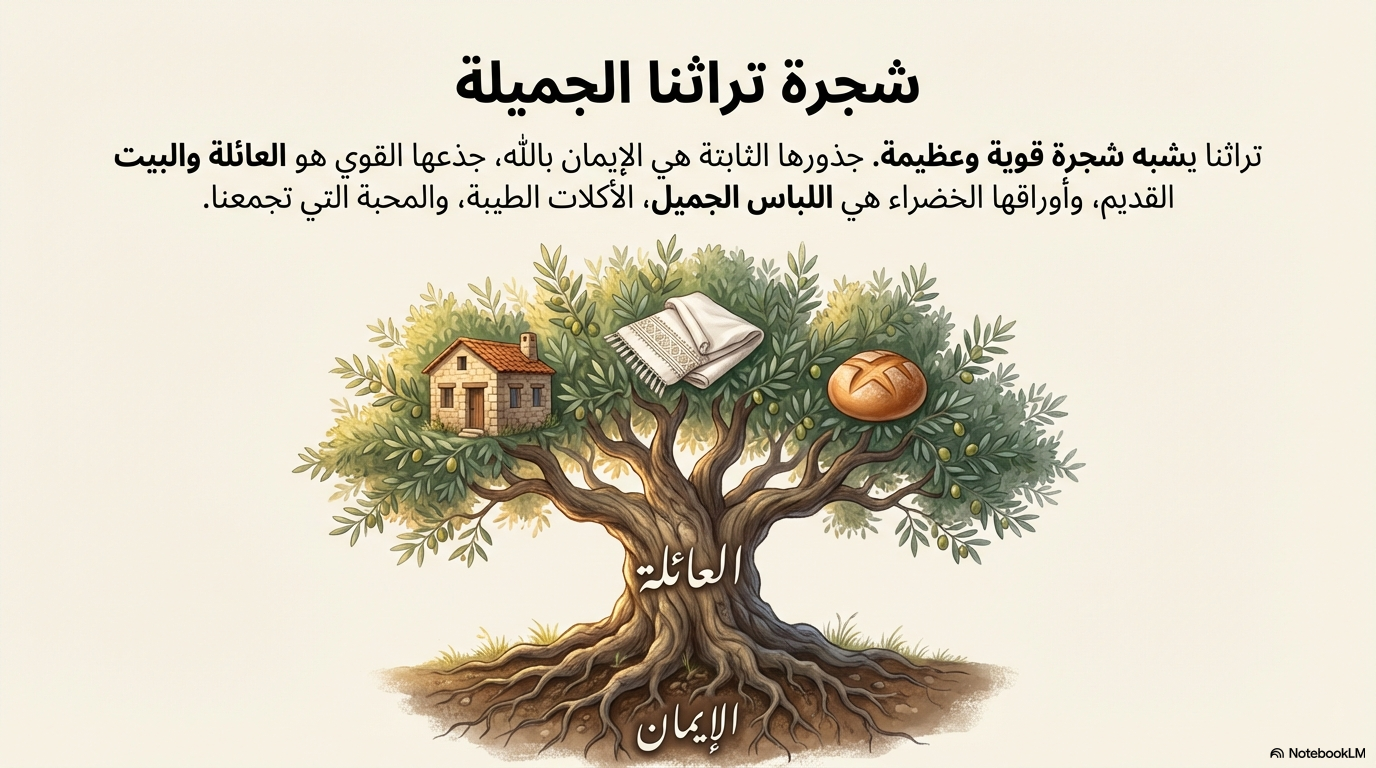 شجرة تراثنا الجميلة
تراثنا يشبه شجرة قوية وعظيمة. جذورها الثابتة هي الإيمان بالله، جذعها القوي هو العائلة والبيت
القديم، وأوراقها الخضراء هي اللباس الجميل، الأكلات الطيبة، والمحبة التي تجمعنا.
العائلة
الإيمان
NotebookLM